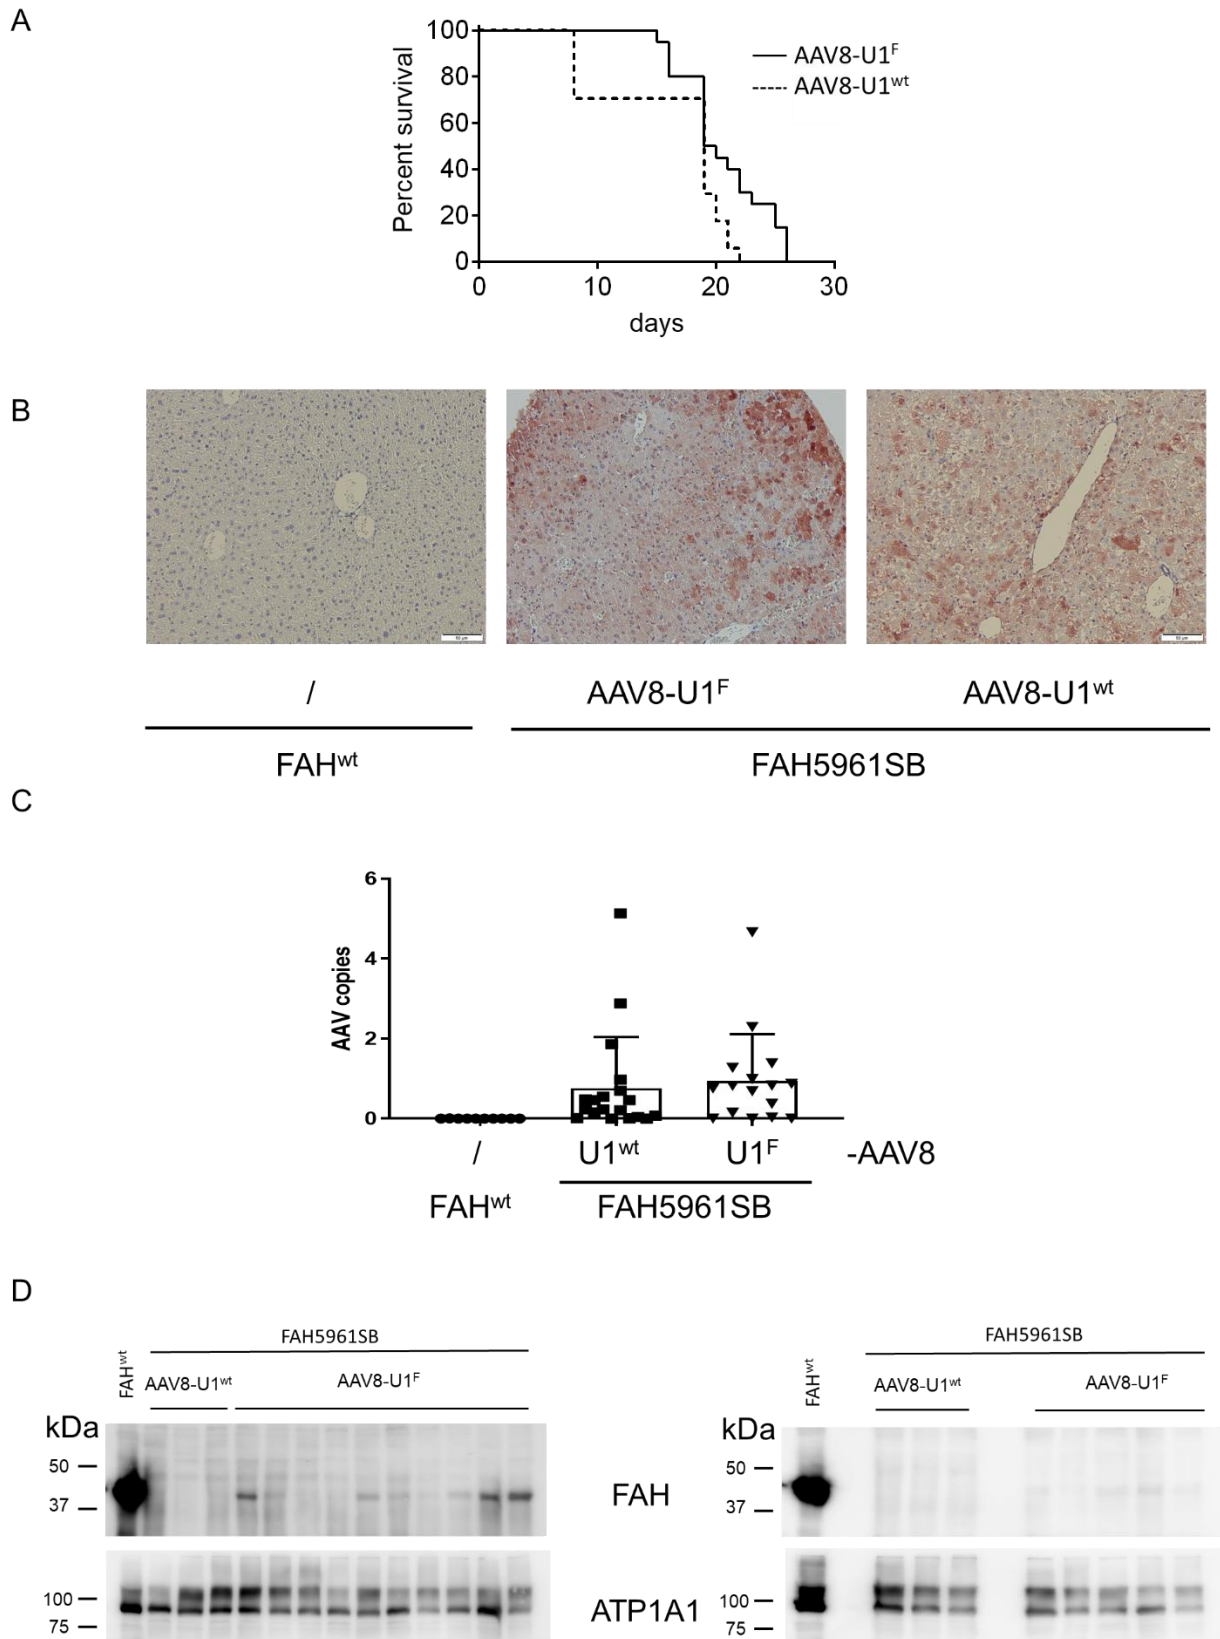 A
Percent survival
100
80
60
40
20
0
0 10 20 30
days
AAV8-U1F
AAV8-U1wt
B
/ AAV8-U1F AAV8-U1wt
FAHwt FAH5961SB
C
AAV copies
6
4
2
0
/ U1wt U1F -AAV8
FAHwt FAH5961SB
D
FAH5961SB
FAHwt
AAV8-U1wt AAV8-U1F
kDa
50
37
100
75
FAH
ATP1A1
FAH5961SB
FAHwt
AAV8-U1wt AAV8-U1F
kDa
50
37
100
75